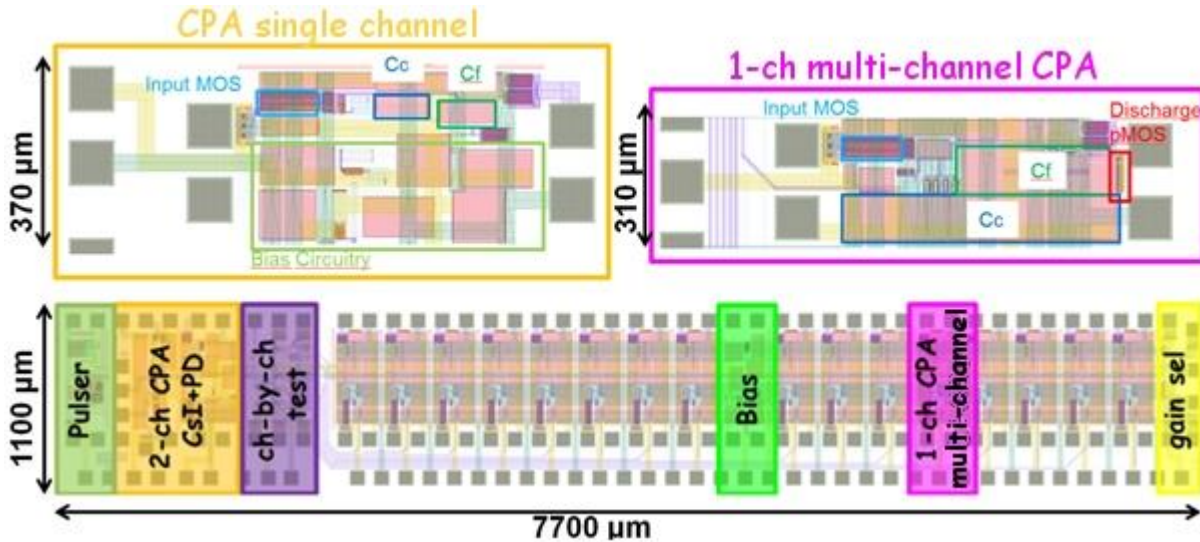 CPA single channel
370 µm
Input MOS
Cc
Cf
Bias Circuitry
1-ch multi-channel CPA
310 µm
Input MOS
Discharge
pMOS
Cf
Cc
1100 µm
Pulser
2-ch CPA
CsI+PD
ch-by-ch
test
Bias
1-ch CPA
multi-channel
gain sel
7700 µm